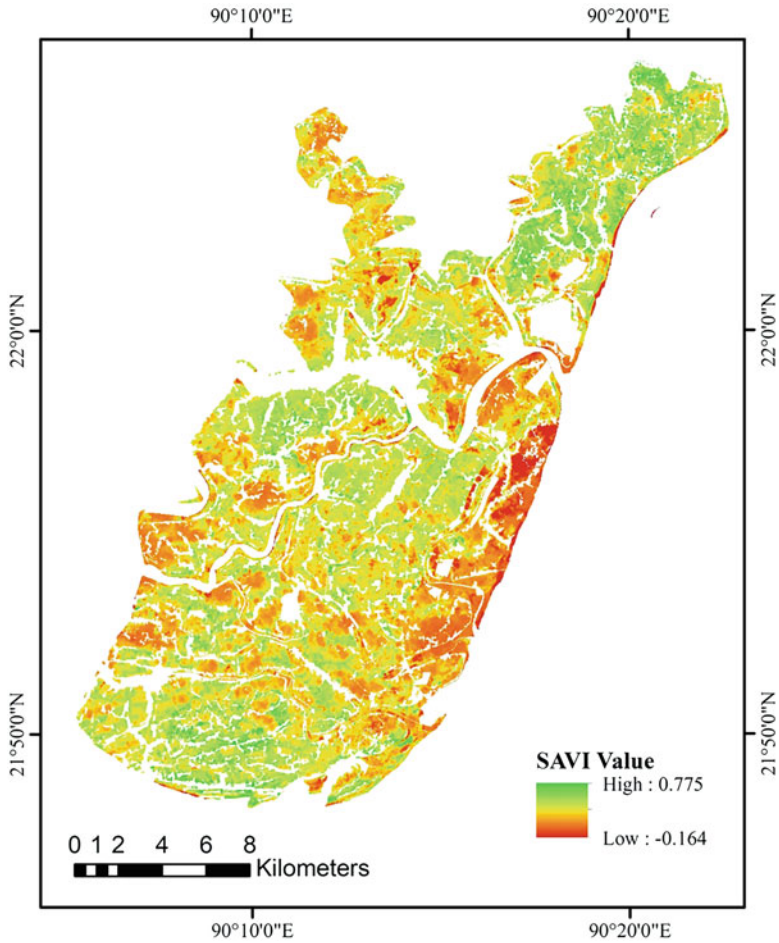 90°10'0"E 90°20'0"E
22°0'0"N 22°0'0"N
21°50'0"N 21°50'0"N
SAVI Value
High : 0.775
Low : -0.164
0 1 2 4 6 8
Kilometers
90°10'0"E 90°20'0"E